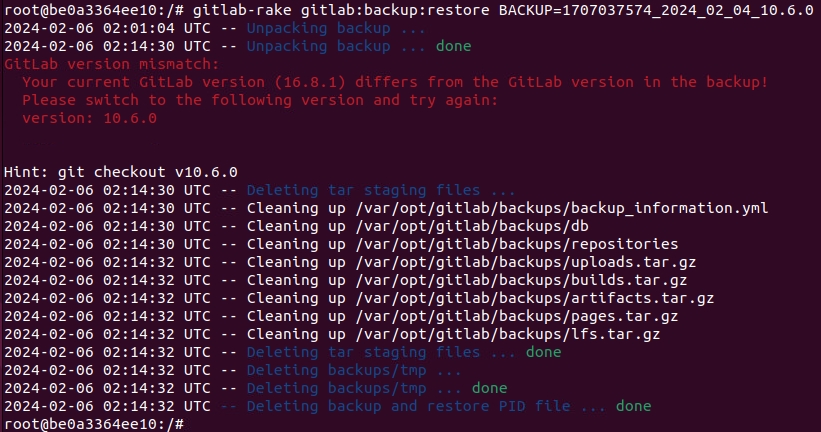 root@be0a3364ee10:/# gitlab-rake gitlab:backup:restore BACKUP=1707037574_2024_02_04_10.6.0
2024-02-06 02:01:04 UTC -- Unpacking backup ...
2024-02-06 02:14:30 UTC -- Unpacking backup ... done
GitLab version mismatch:
  Your current GitLab version (16.8.1) differs from the GitLab version in the backup!
  Please switch to the following version and try again:
  version: 10.6.0
Hint: git checkout v10.6.0
2024-02-06 02:14:30 UTC -- Deleting tar staging files ...
2024-02-06 02:14:30 UTC -- Cleaning up /var/opt/gitlab/backups/backup_information.yml
2024-02-06 02:14:30 UTC -- Cleaning up /var/opt/gitlab/backups/db
2024-02-06 02:14:30 UTC -- Cleaning up /var/opt/gitlab/backups/repositories
2024-02-06 02:14:32 UTC -- Cleaning up /var/opt/gitlab/backups/uploads.tar.gz
2024-02-06 02:14:32 UTC -- Cleaning up /var/opt/gitlab/backups/builds.tar.gz
2024-02-06 02:14:32 UTC -- Cleaning up /var/opt/gitlab/backups/artifacts.tar.gz
2024-02-06 02:14:32 UTC -- Cleaning up /var/opt/gitlab/backups/pages.tar.gz
2024-02-06 02:14:32 UTC -- Cleaning up /var/opt/gitlab/backups/lfs.tar.gz
2024-02-06 02:14:32 UTC -- Deleting tar staging files ... done
2024-02-06 02:14:32 UTC -- Deleting backups/tmp ...
2024-02-06 02:14:32 UTC -- Deleting backups/tmp ... done
2024-02-06 02:14:32 UTC -- Deleting backup and restore PID file ... done
root@be0a3364ee10:/#